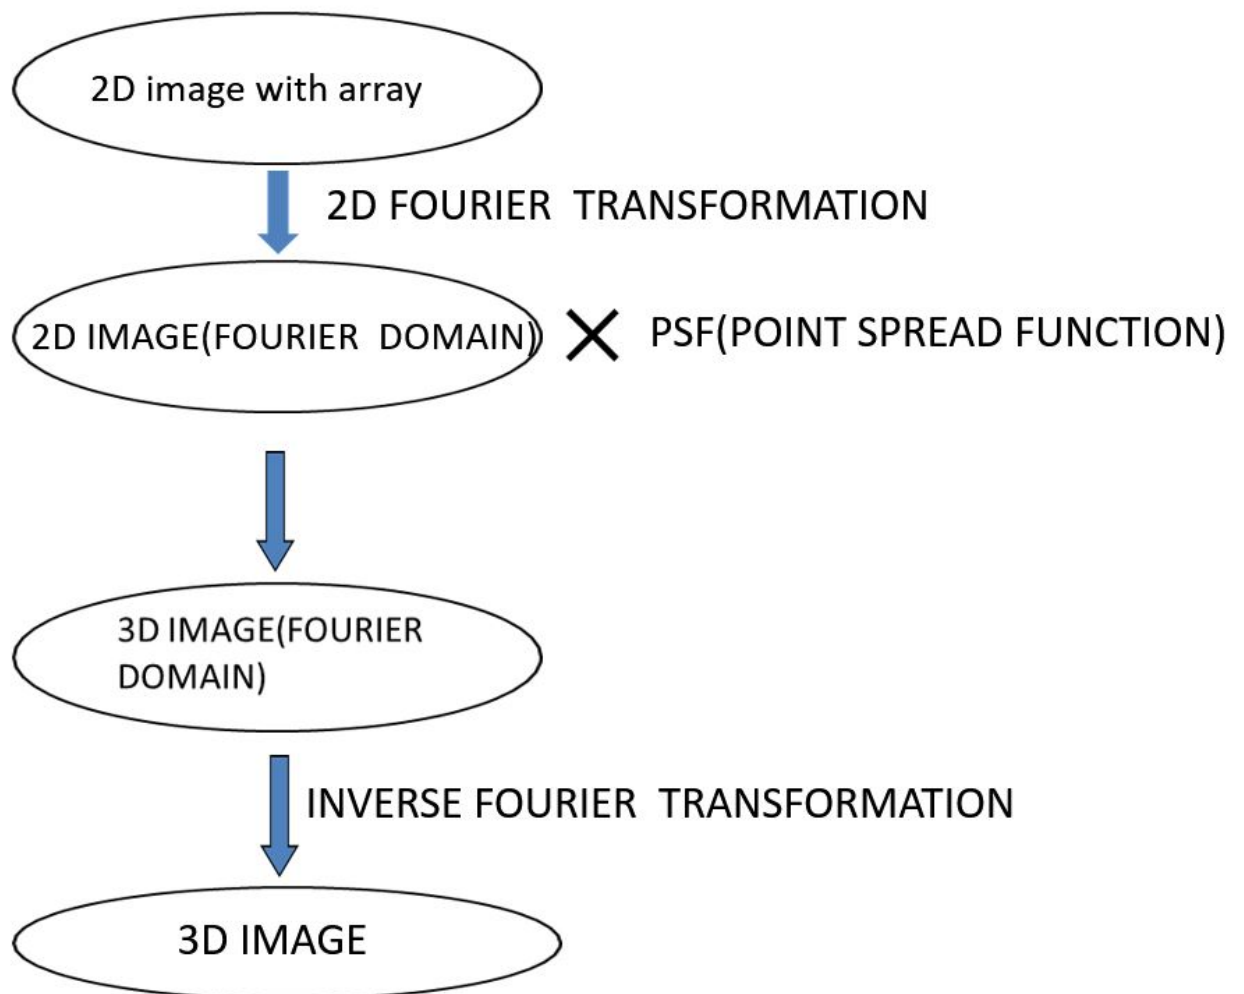 2D image with array
2D FOURIER TRANSFORMATION
2D IMAGE(FOURIER DOMAIN)
PSF(POINT SPREAD FUNCTION)
3D IMAGE(FOURIER
DOMAIN)
INVERSE FOURIER TRANSFORMATION
3D IMAGE